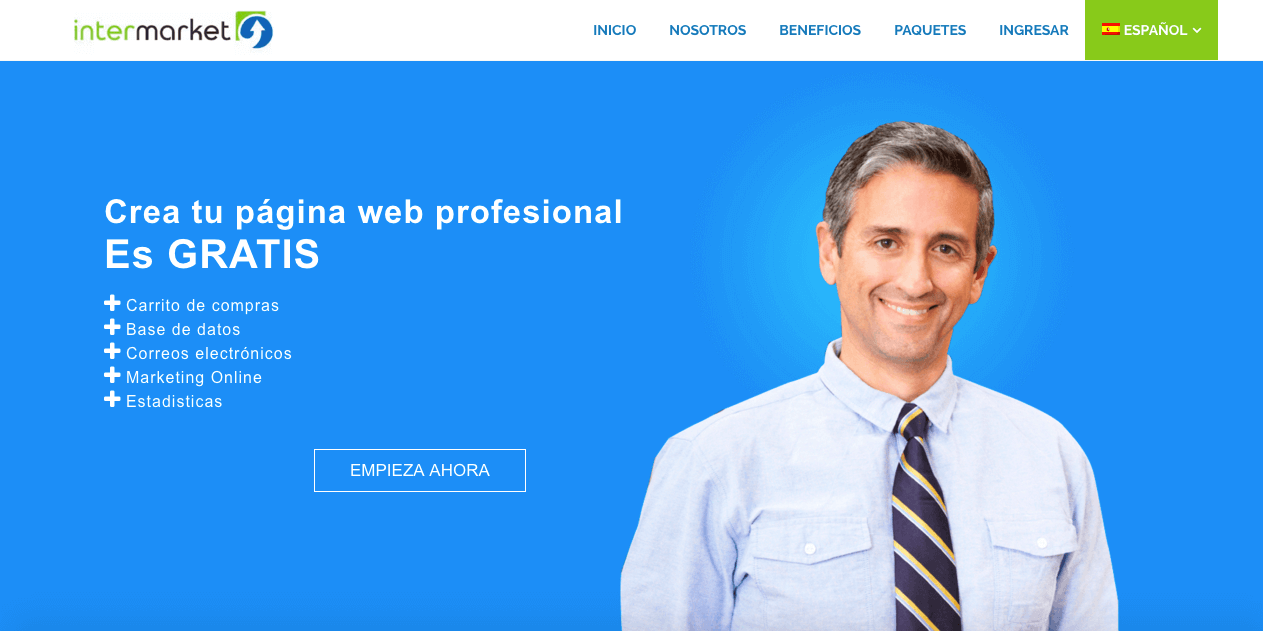 intermarket
INICIO NOSOTROS BENEFICIOS PAQUETES INGRESAR ESPAÑOL
Crea tu página web profesional
Es GRATIS
Carrito de compras
Base de datos
Correos electrónicos
Marketing Online
Estadisticas
EMPIEZA AHORA